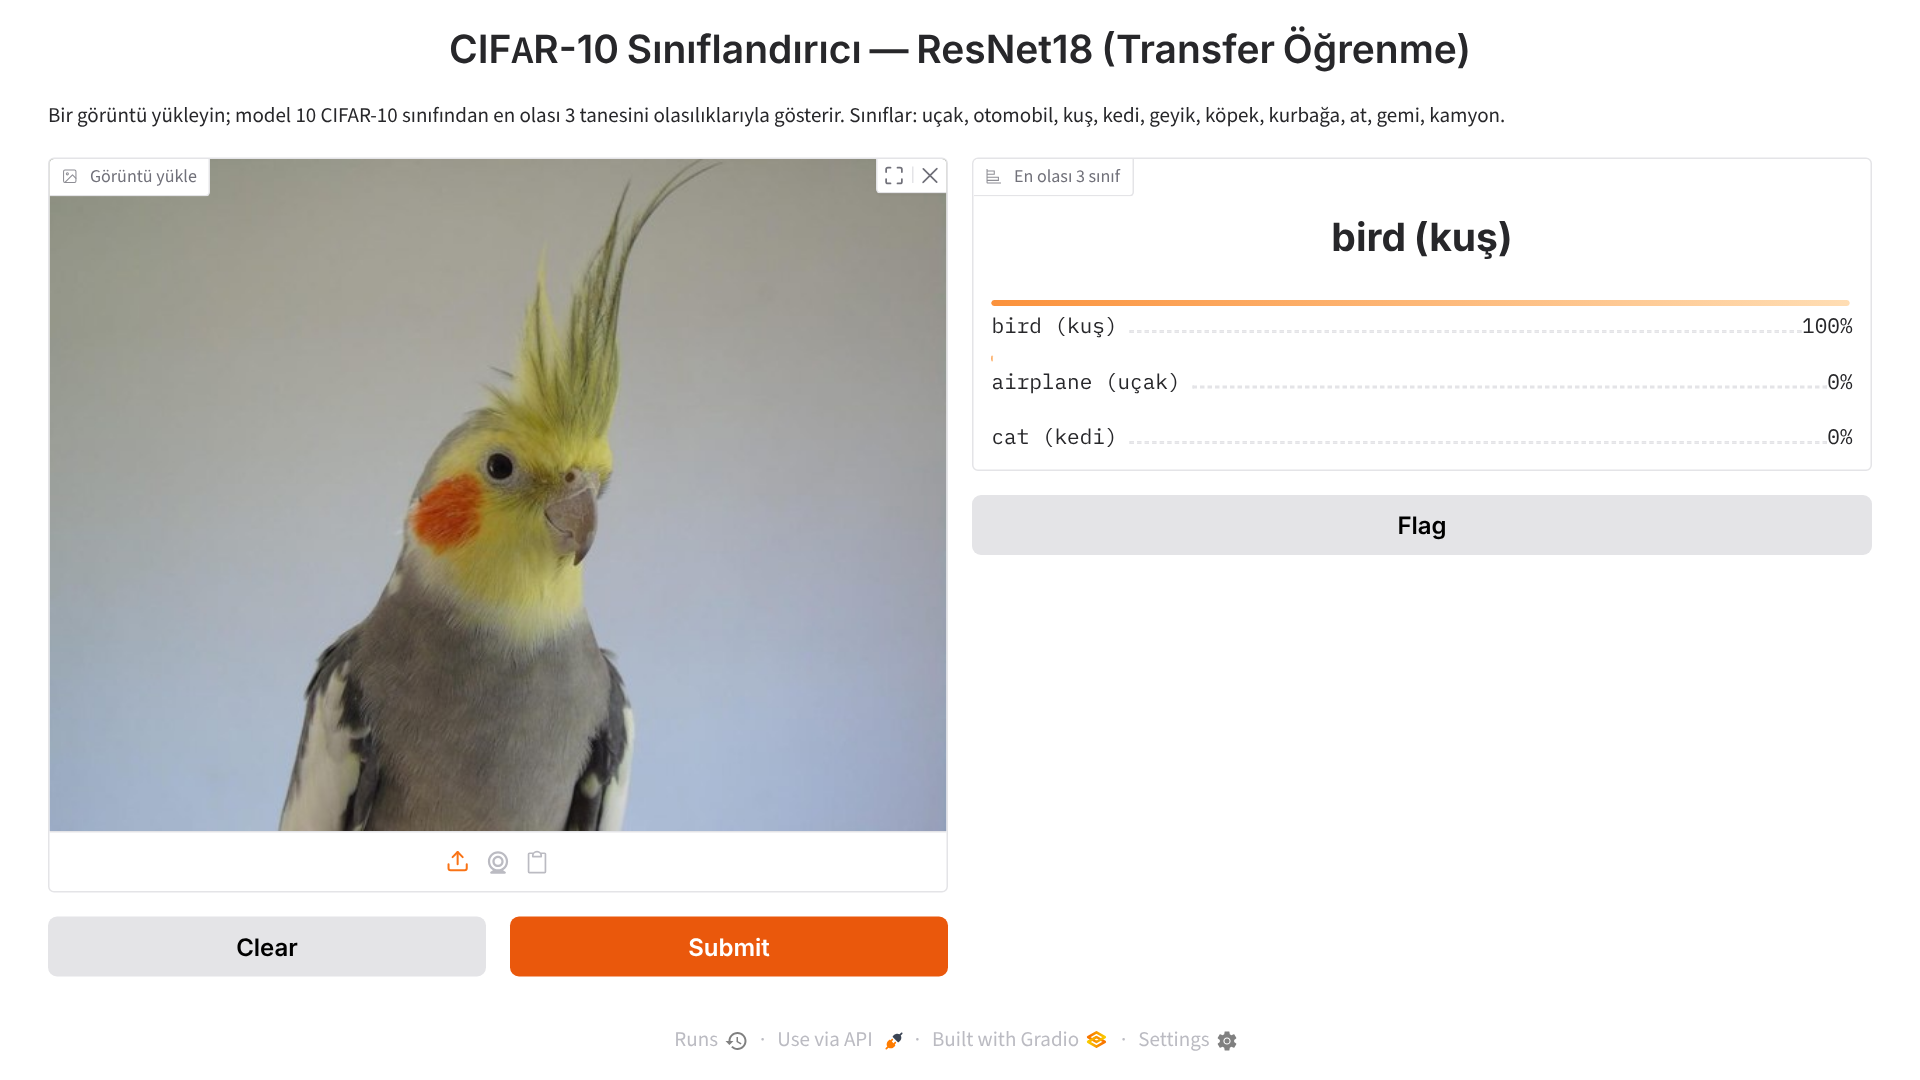 CIFAR-10 Sınıflandırıcı — ResNet18 (Transfer Öğrenme)
Bir görüntü yükleyin; model 10 CIFAR-10 sınıfından en olası 3 tanesini olasılıklarıyla gösterir. Sınıflar: uçak, otomobil, kuş, kedi, geyik, köpek, kurbağa, at, gemi, kamyon.
Görüntü yükle
En olası 3 sınıf
bird (kuş)
bird (kuş) 100%
airplane (uçak) 0%
cat (kedi) 0%
Flag
Clear
Submit
Runs · Use via API · Built with Gradio · Settings